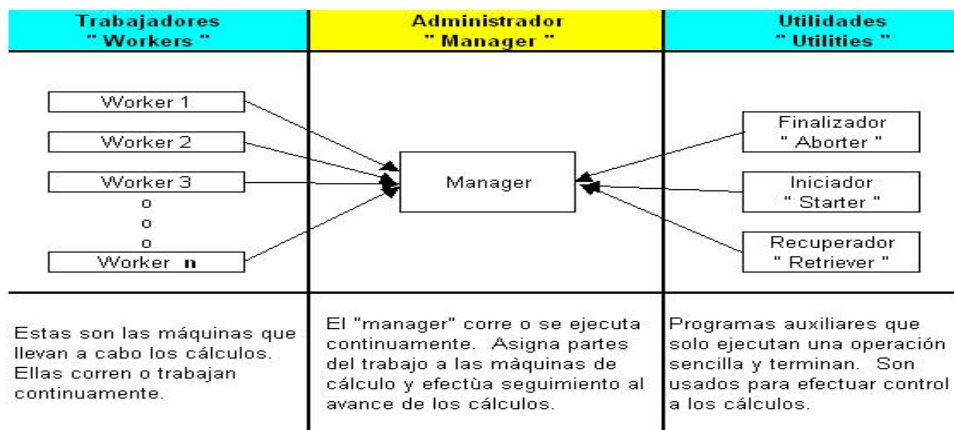 Trabajadores
" Workers "
Administrador
" Manager "
Utilidades
" Utilities "
Worker 1
Worker 2
Worker 3
o
o
o
Worker n
Manager
Finalizador
" Aborter "
Iniciador
" Starter "
Recuperador
" Retriever "
Estas son las máquinas que
llevan a cabo los cálculos.
Ellas corren o trabajan
continuamente.
El "manager" corre o se ejecuta
continuamente. Asigna partes
del trabajo a las màquinas de
cálculo y efectùa seguimiento al
avance de los cálculos.
Programas auxiliares que
solo ejecutan una operación
sencilla y terminan. Son
usados para efectuar control
a los cálculos.